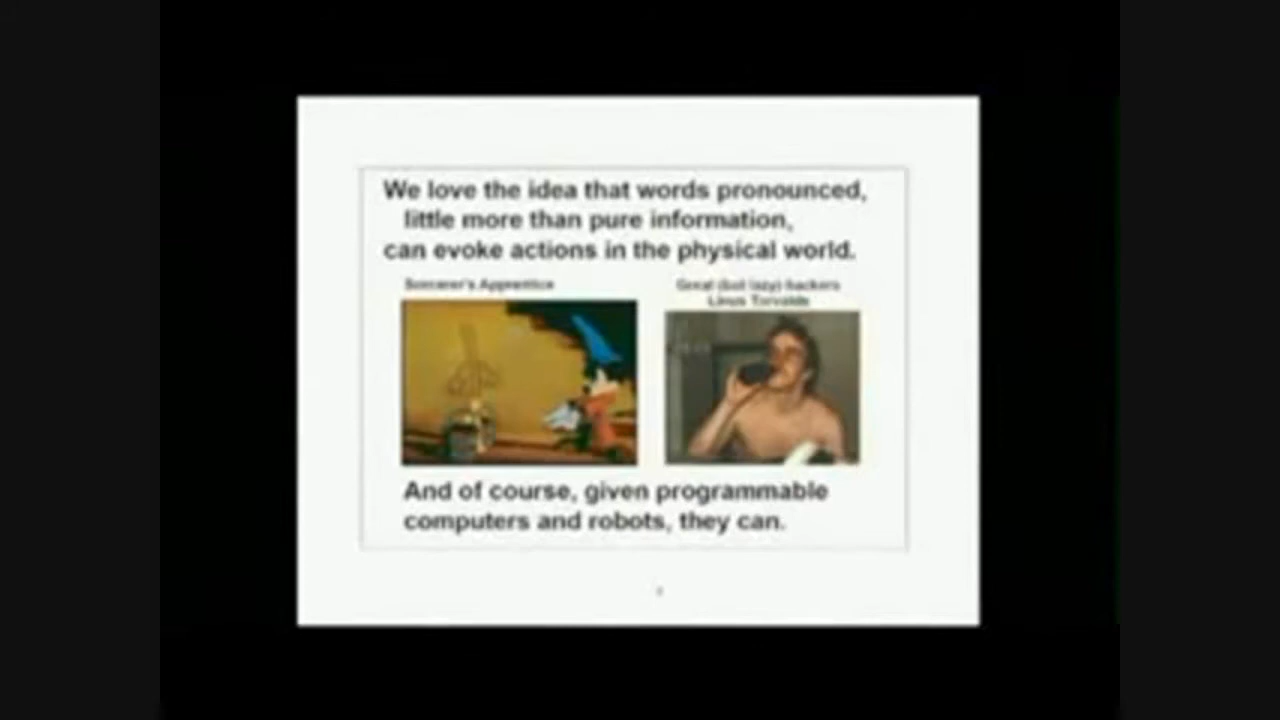 We love the idea that words pronounced,
little more than pure information,
can evoke actions in the physical world.
Sorcerer's Apprentice
Great (but lazy) hackers
Linus Torvalds
And of course, given programmable
computers and robots, they can.